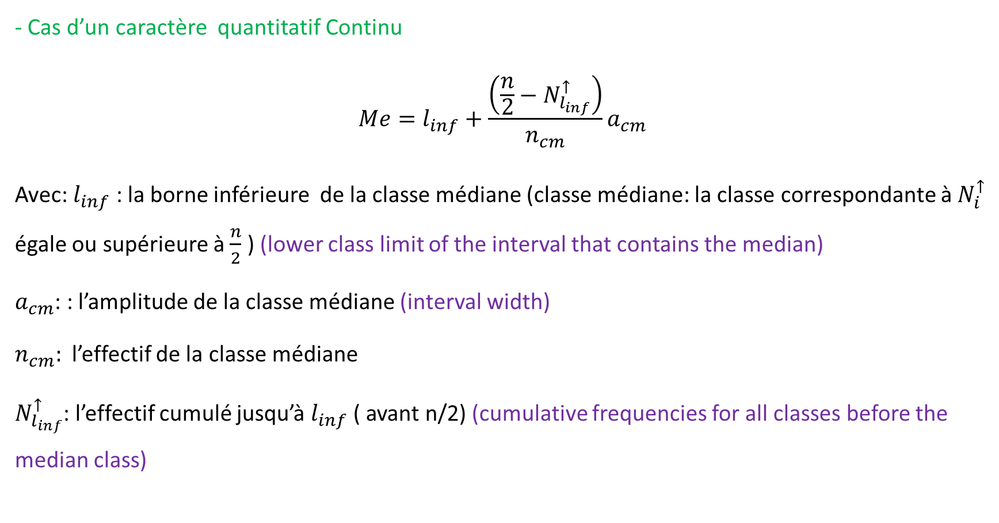 - Cas d’un caractère  quantitatif Continu
$Me = l_{inf} + \frac{\left(\frac{n}{2} - N_{l_{inf}}^{\uparrow}\right)}{n_{cm}} a_{cm}$
Avec: $l_{inf}$ : la borne inférieure  de la classe médiane (classe médiane: la classe correspondante à $N_i^{\uparrow}$
égale ou supérieure à $\frac{n}{2}$ ) (lower class limit of the interval that contains the median)
$a_{cm}$: : l’amplitude de la classe médiane (interval width)
$n_{cm}$:  l’effectif de la classe médiane
$N_{l_{inf}}^{\uparrow}$: l’effectif cumulé jusqu’à $l_{inf}$ ( avant n/2) (cumulative frequencies for all classes before the
median class)